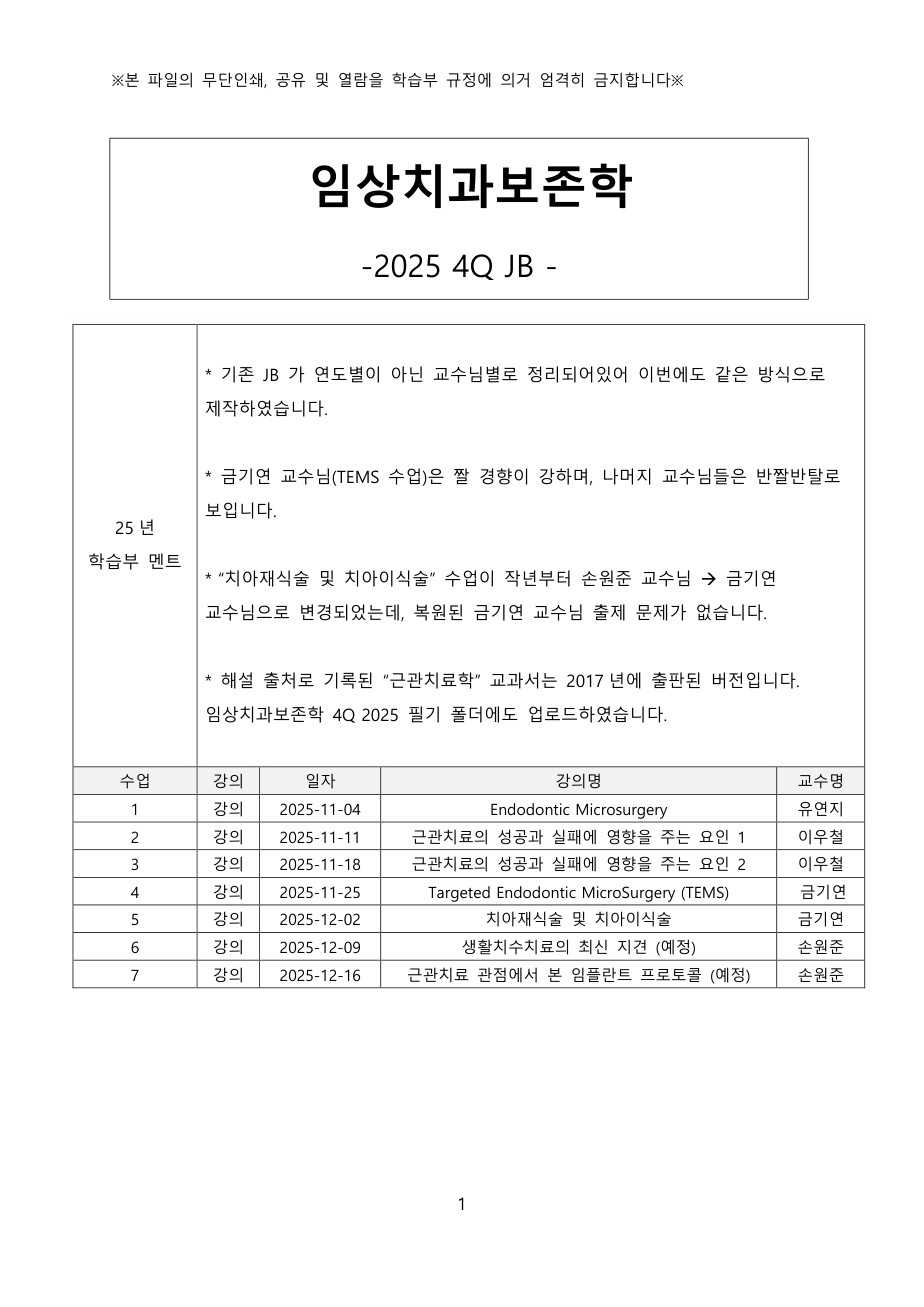 ※본 파일의 무단인쇄, 공유 및 열람을 학습부 규정에 의거 엄격히 금지합니다※
임상치과보존학
-2025 4Q JB -
25년
학습부 멘트
* 기존 JB 가 연도별이 아닌 교수님별로 정리되어있어 이번에도 같은 방식으로
제작하였습니다.
* 금기연 교수님(TEMS 수업)은 짤 경향이 강하며, 나머지 교수님들은 반짤반탈로
보입니다.
* “치아재식술 및 치아이식술” 수업이 작년부터 손원준 교수님 → 금기연
교수님으로 변경되었는데, 복원된 금기연 교수님 출제 문제가 없습니다.
* 해설 출처로 기록된 “근관치료학” 교과서는 2017년에 출판된 버전입니다.
임상치과보존학 4Q 2025 필기 폴더에도 업로드하였습니다.
수업 강의 일자 강의명 교수명
1 강의 2025-11-04 Endodontic Microsurgery 유연지
2 강의 2025-11-11 근관치료의 성공과 실패에 영향을 주는 요인 1 이우철
3 강의 2025-11-18 근관치료의 성공과 실패에 영향을 주는 요인 2 이우철
4 강의 2025-11-25 Targeted Endodontic MicroSurgery (TEMS) 금기연
5 강의 2025-12-02 치아재식술 및 치아이식술 금기연
6 강의 2025-12-09 생활치수치료의 최신 지견 (예정) 손원준
7 강의 2025-12-16 근관치료 관점에서 본 임플란트 프로토콜 (예정) 손원준
1